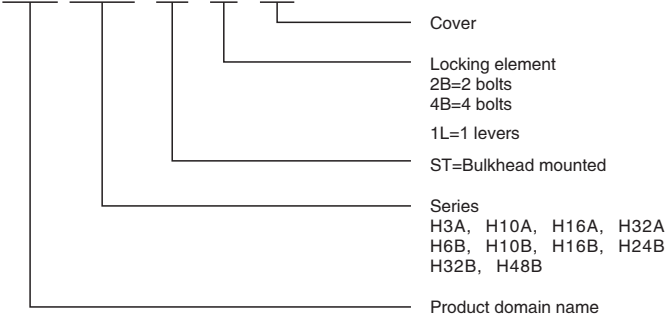 Cover
Locking element
2B=2 bolts
4B=4 bolts
1L=1 levers
ST=Bulkhead mounted
Series
H3A, H10A, H16A, H32A
H6B, H10B, H16B, H24B
H32B, H48B
Product domain name